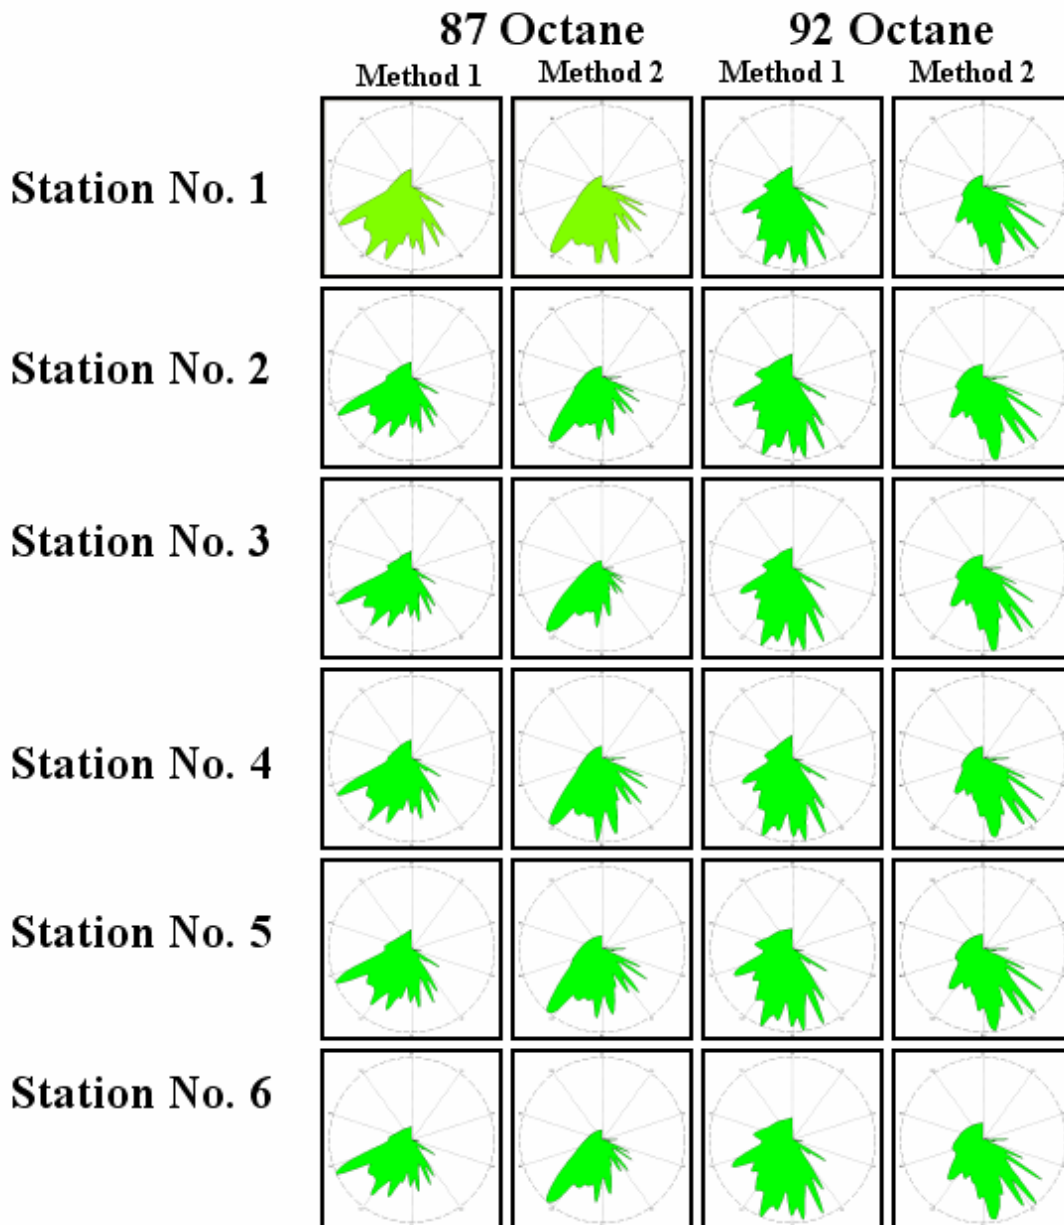 87 Octane 92 Octane
Method 1 Method 2 Method 1 Method 2
Station No. 1
Station No. 2
Station No. 3
Station No. 4
Station No. 5
Station No. 6